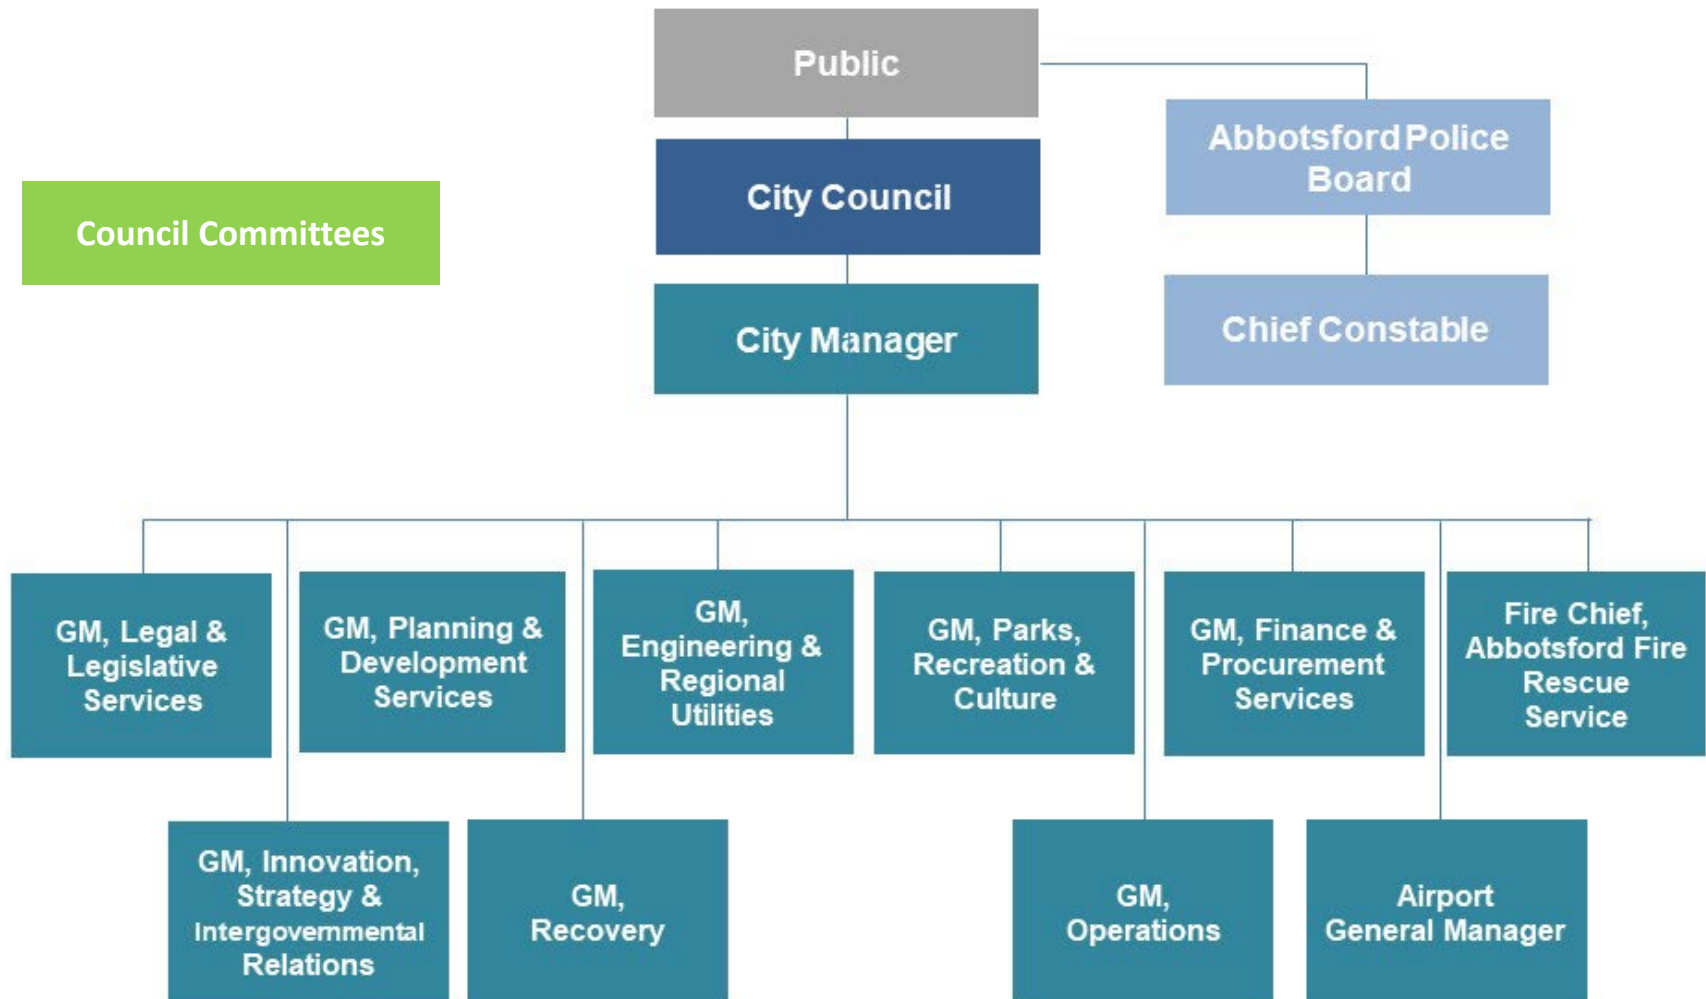 Public
Abbotsford Police
Board
City Council
Council Committees
City Manager
Chief Constable
GM, Legal &
Legislative
Services
GM, Planning &
Development
Services
GM,
Engineering &
Regional
Utilities
GM, Parks,
Recreation &
Culture
GM, Finance &
Procurement
Services
Fire Chief,
Abbotsford Fire
Rescue
Service
GM, Innovation,
Strategy &
Intergovernmental
Relations
GM,
Recovery
GM,
Operations
Airport
General Manager